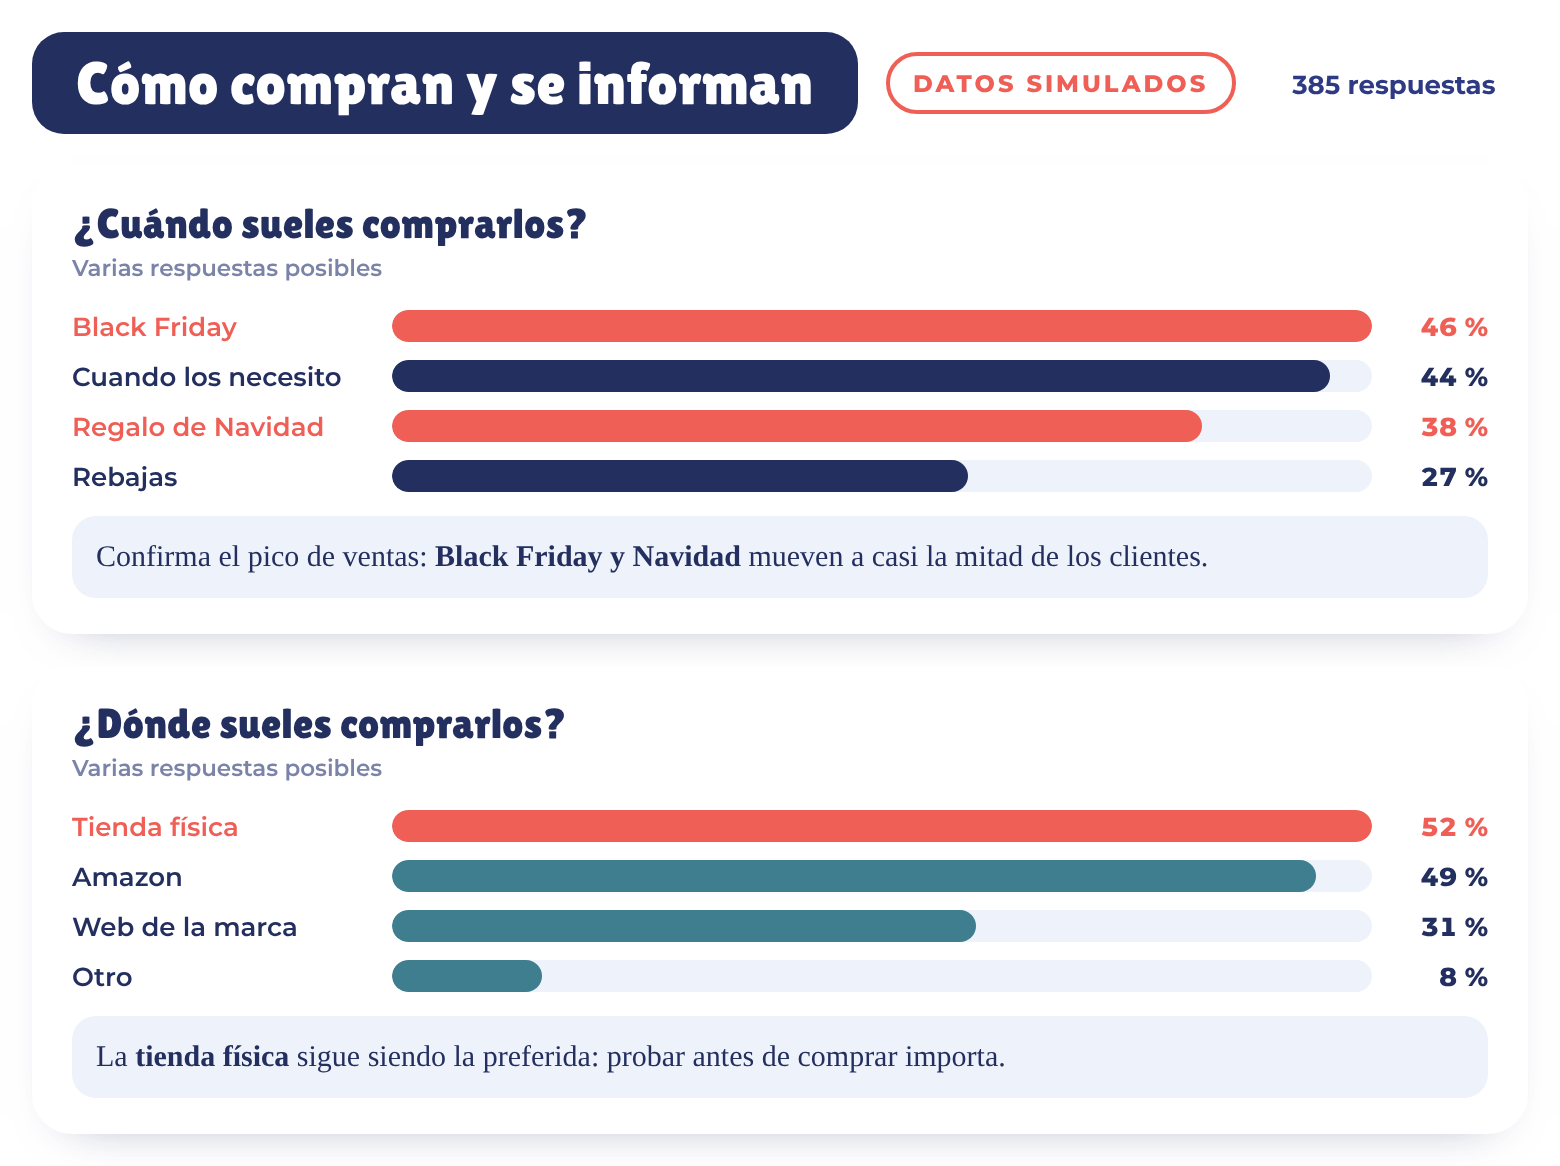 Cómo compran y se informan
DATOS SIMULADOS
385 respuestas
¿Cuándo sueles comprarlos?
Varias respuestas posibles
Black Friday 46 %
Cuando los necesito 44 %
Regalo de Navidad 38 %
Rebajas 27 %
Confirma el pico de ventas: Black Friday y Navidad mueven a casi la mitad de los clientes.
¿Dónde sueles comprarlos?
Varias respuestas posibles
Tienda física 52 %
Amazon 49 %
Web de la marca 31 %
Otro 8 %
La tienda física sigue siendo la preferida: probar antes de comprar importa.